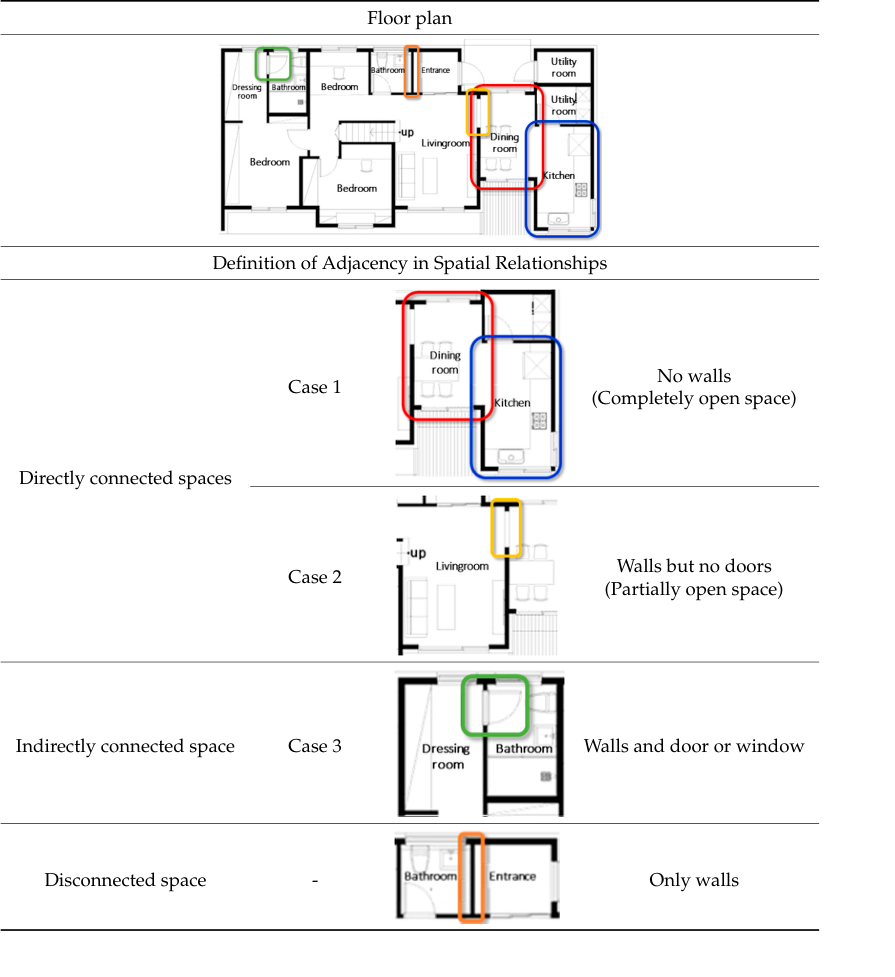 Floor plan
Dressing
room
Bathroom
Bedroom
Bathroom
Entrance
Utility
room
Utility
room
up
Livingroom
Dining
room
Bedroom
Kitchen
Bedroom
Definition of Adjacency in Spatial Relationships
Directly connected spaces
Case 1
Dining
room
Kitchen
No walls
(Completely open space)
Case 2
up
Livingroom
Walls but no doors
(Partially open space)
Indirectly connected space
Case 3
Dressing
room
Bathroom
Walls and door or window
Disconnected space
-
Bathroom
Entrance
Only walls